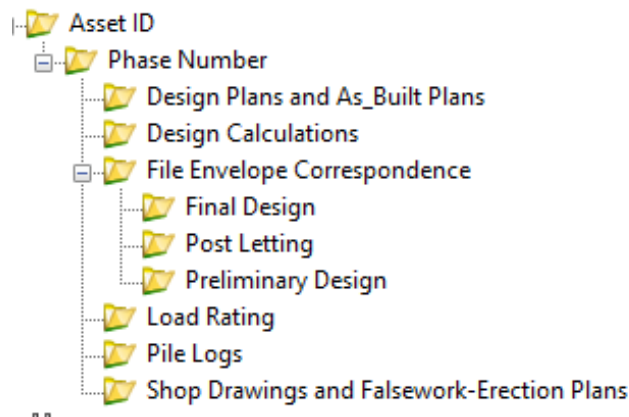 Asset ID
Phase Number
Design Plans and As_Built Plans
Design Calculations
File Envelope Correspondence
Final Design
Post Letting
Preliminary Design
Load Rating
Pile Logs
Shop Drawings and Falsework-Erection Plans